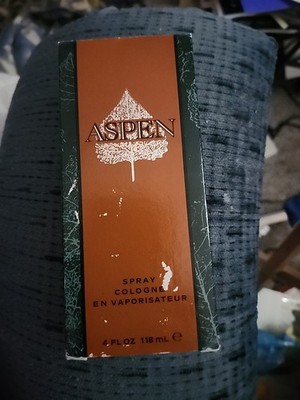 ASPEN
SPRAY
COLOGNE
EN VAPORISATEUR
4 FL OZ 118 mL ℮